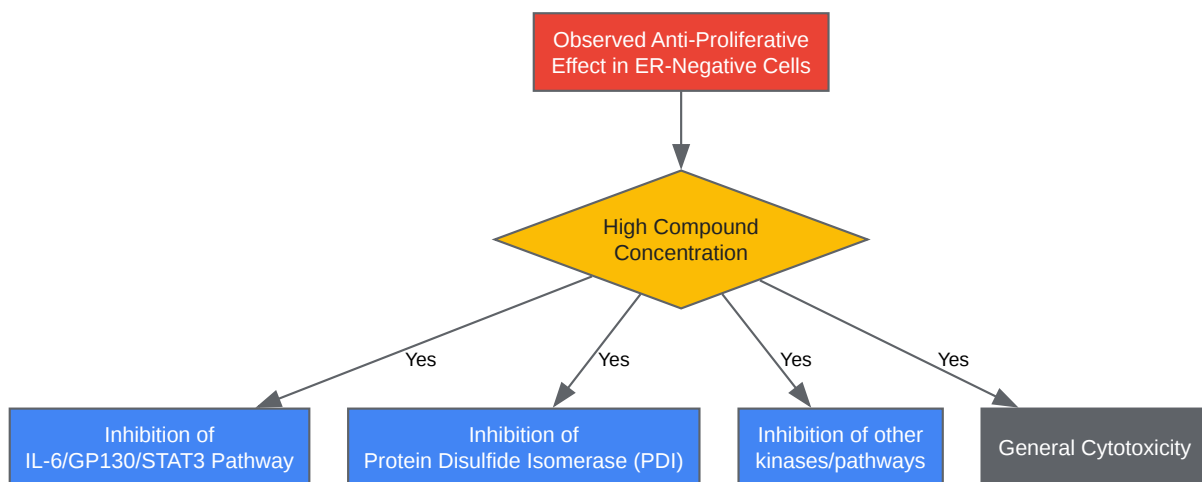 Observed Anti-Proliferative
Effect in ER-Negative Cells
High Compound
Concentration
Yes
Yes
Yes
Yes
Inhibition of
IL-6/GP130/STAT3 Pathway
Inhibition of
Protein Disulfide Isomerase (PDI)
Inhibition of other
kinases/pathways
General Cytotoxicity